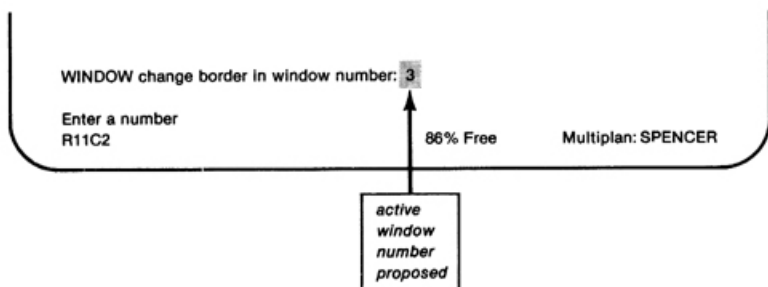 WINDOW change border in window number: 3
Enter a number
R11C2 86% Free Multiplan: SPENCER
active
window
number
proposed